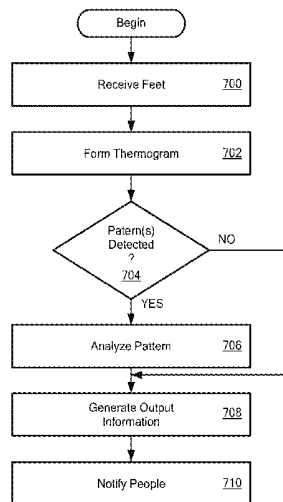 Begin
Receive Feet 700
Form Thermogram 702
Patern(s)
Detected
?
704
NO
YES
Analyze Pattern 706
Generate Output
Information 708
Notify People 710